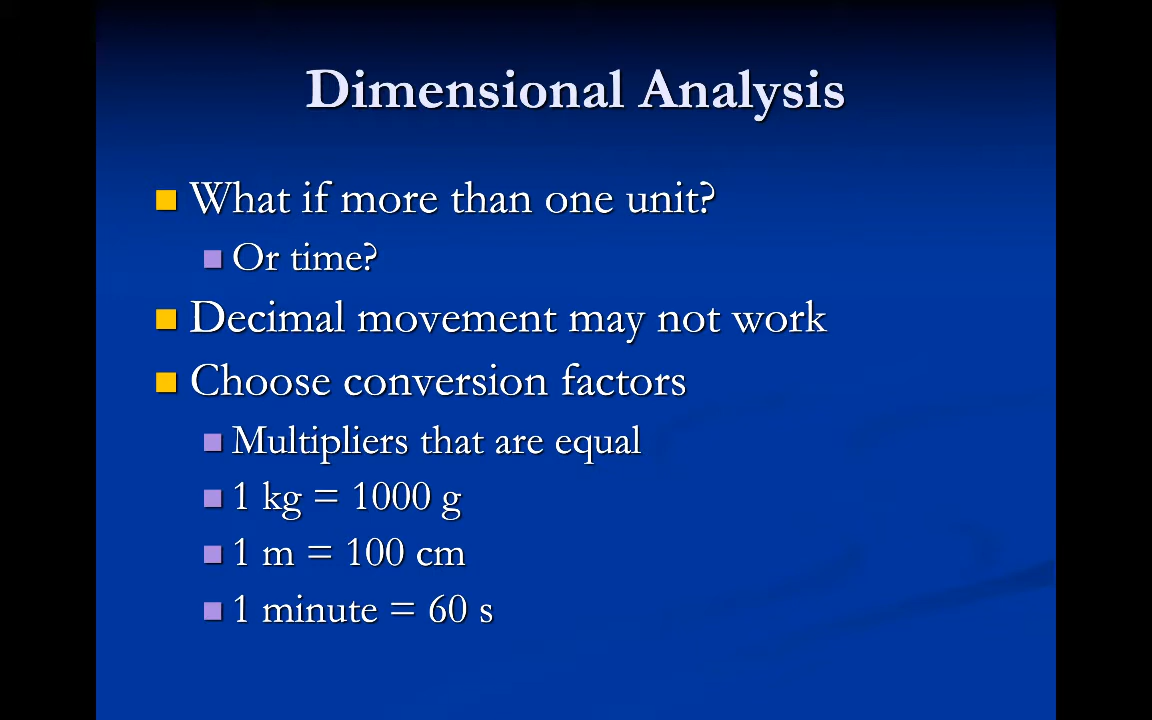 Dimensional Analysis
What if more than one unit?
Or time?
Decimal movement may not work
Choose conversion factors
Multipliers that are equal
1 kg = 1000 g
1 m = 100 cm
1 minute = 60 s